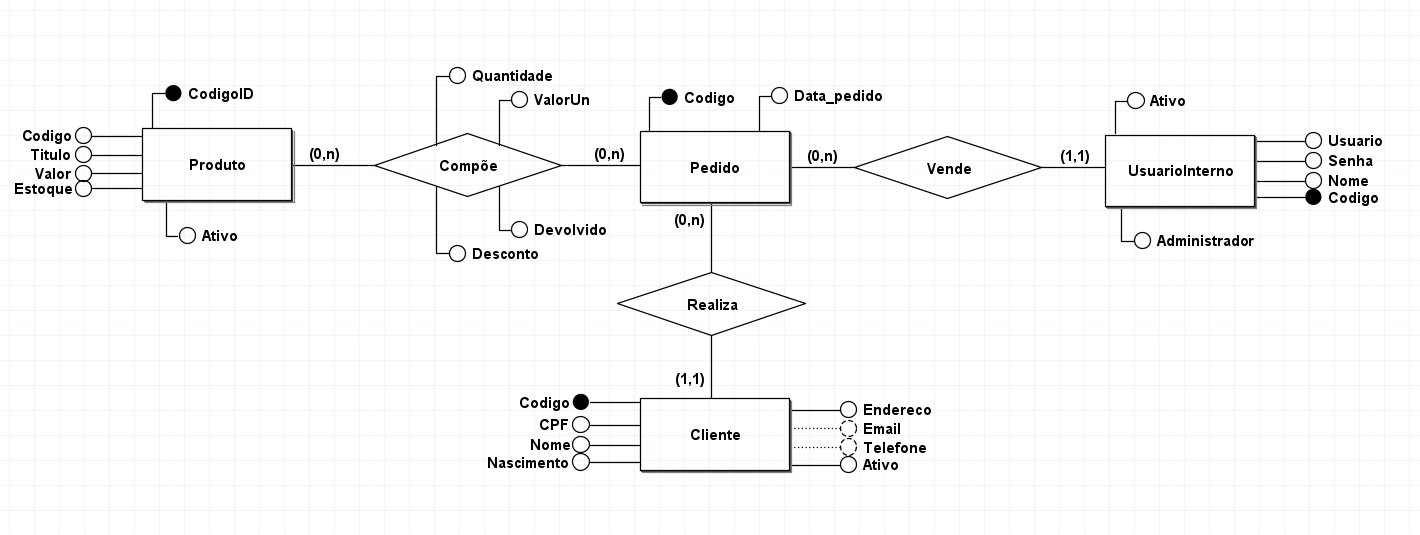 Quantidade
CodigoID
ValorUn
Codigo
Data_pedido
Ativo
Codigo
Titulo
Valor
Estoque
Produto
(0,n)
Compõe
(0,n)
Pedido
(0,n)
Vende
(1,1)
UsuarioInterno
Usuario
Senha
Nome
Codigo
Ativo
Devolvido
Desconto
(0,n)
Administrador
Realiza
(1,1)
Codigo
CPF
Nome
Nascimento
Cliente
Endereco
Email
Telefone
Ativo